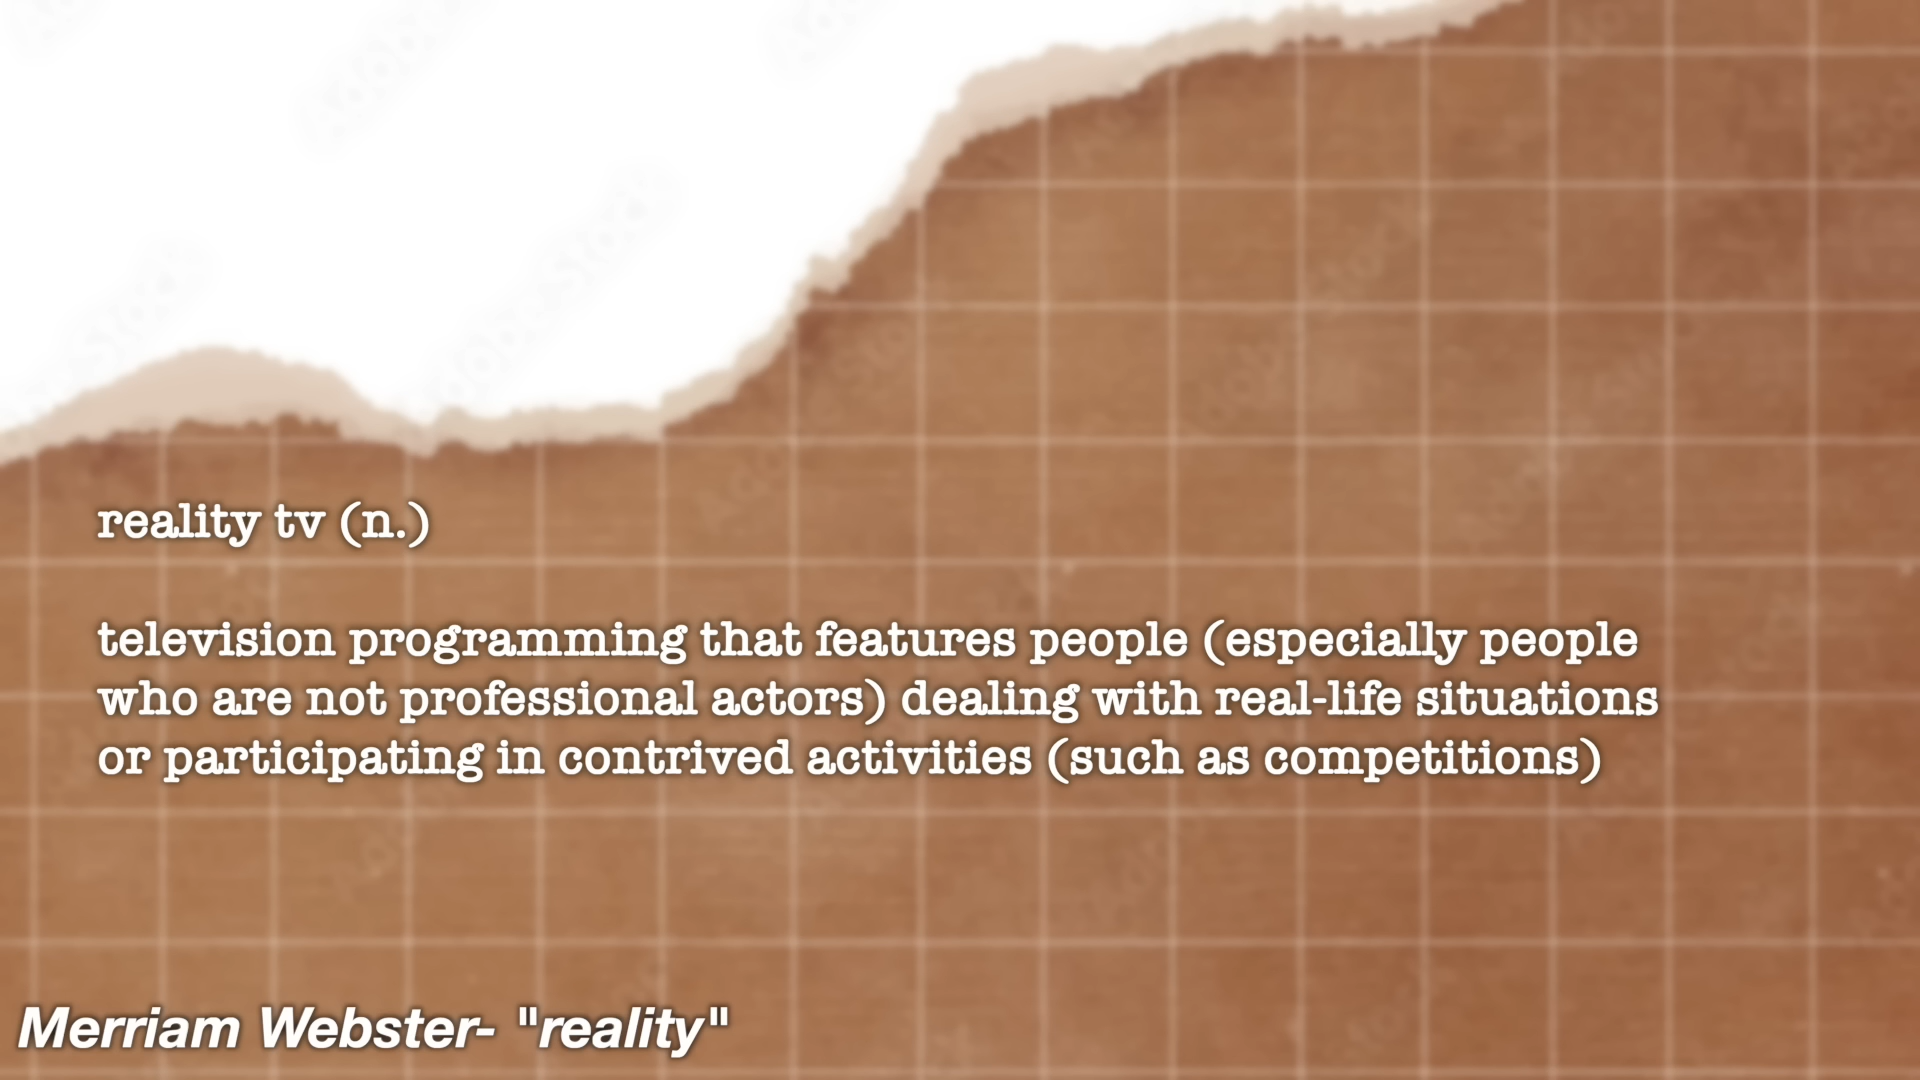 reality tv (n.)
television programming that features people (especially people
who are not professional actors) dealing with real-life situations
or participating in contrived activities (such as competitions)
Merriam Webster- "reality"